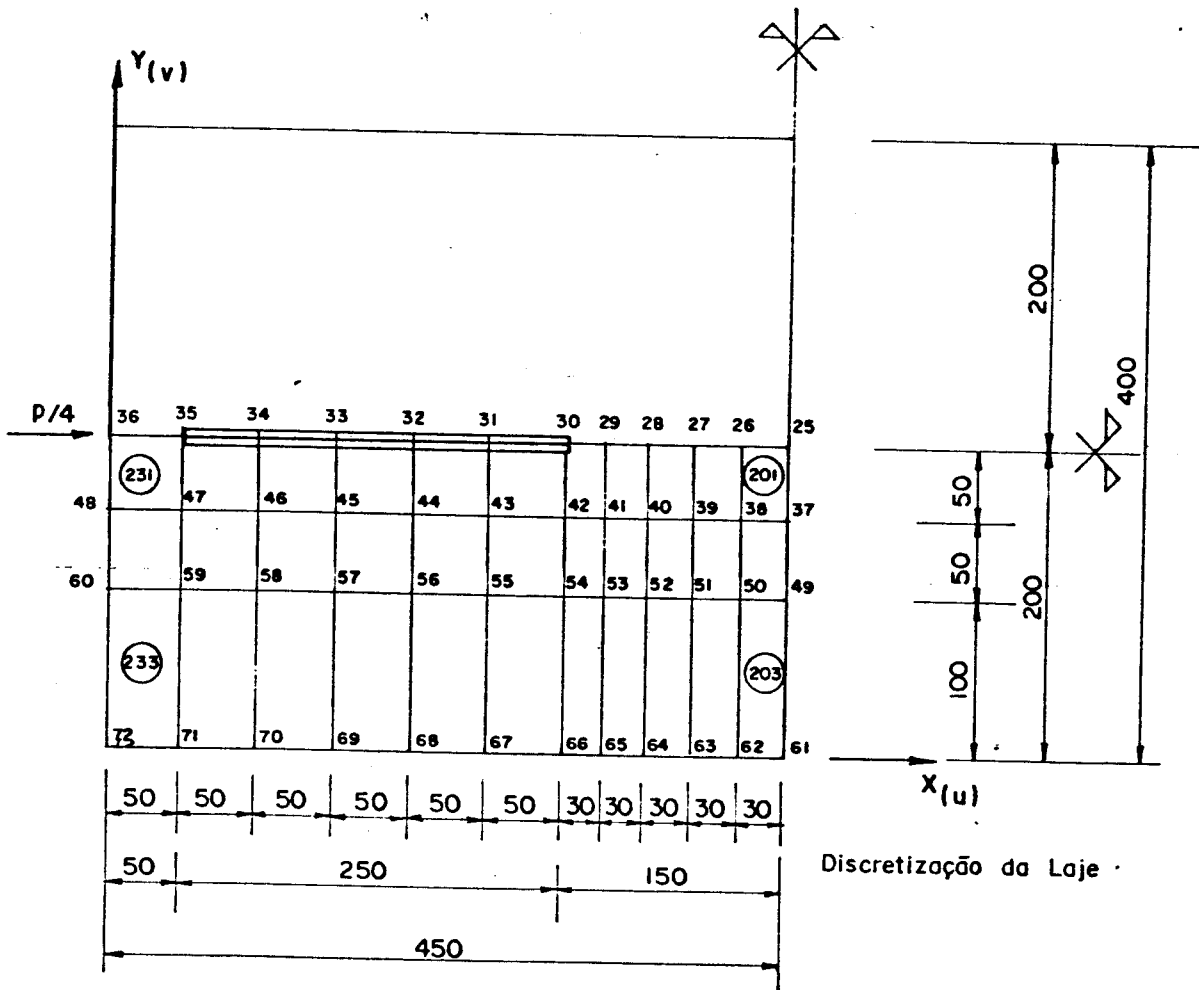 Y(v)
200
400
P/4
36 35 34 33 32 31 30 29 28 27 26 25
231 201
48 47 46 45 44 43 42 41 40 39 38 37
50
60 59 58 57 56 55 54 53 52 51 50 49
50
200
233 203
100
72 71 70 69 68 67 66 65 64 63 62 61
X(u)
50 50 50 50 50 50 30 30 30 30 30
50 250 150
Discretização da Laje
450